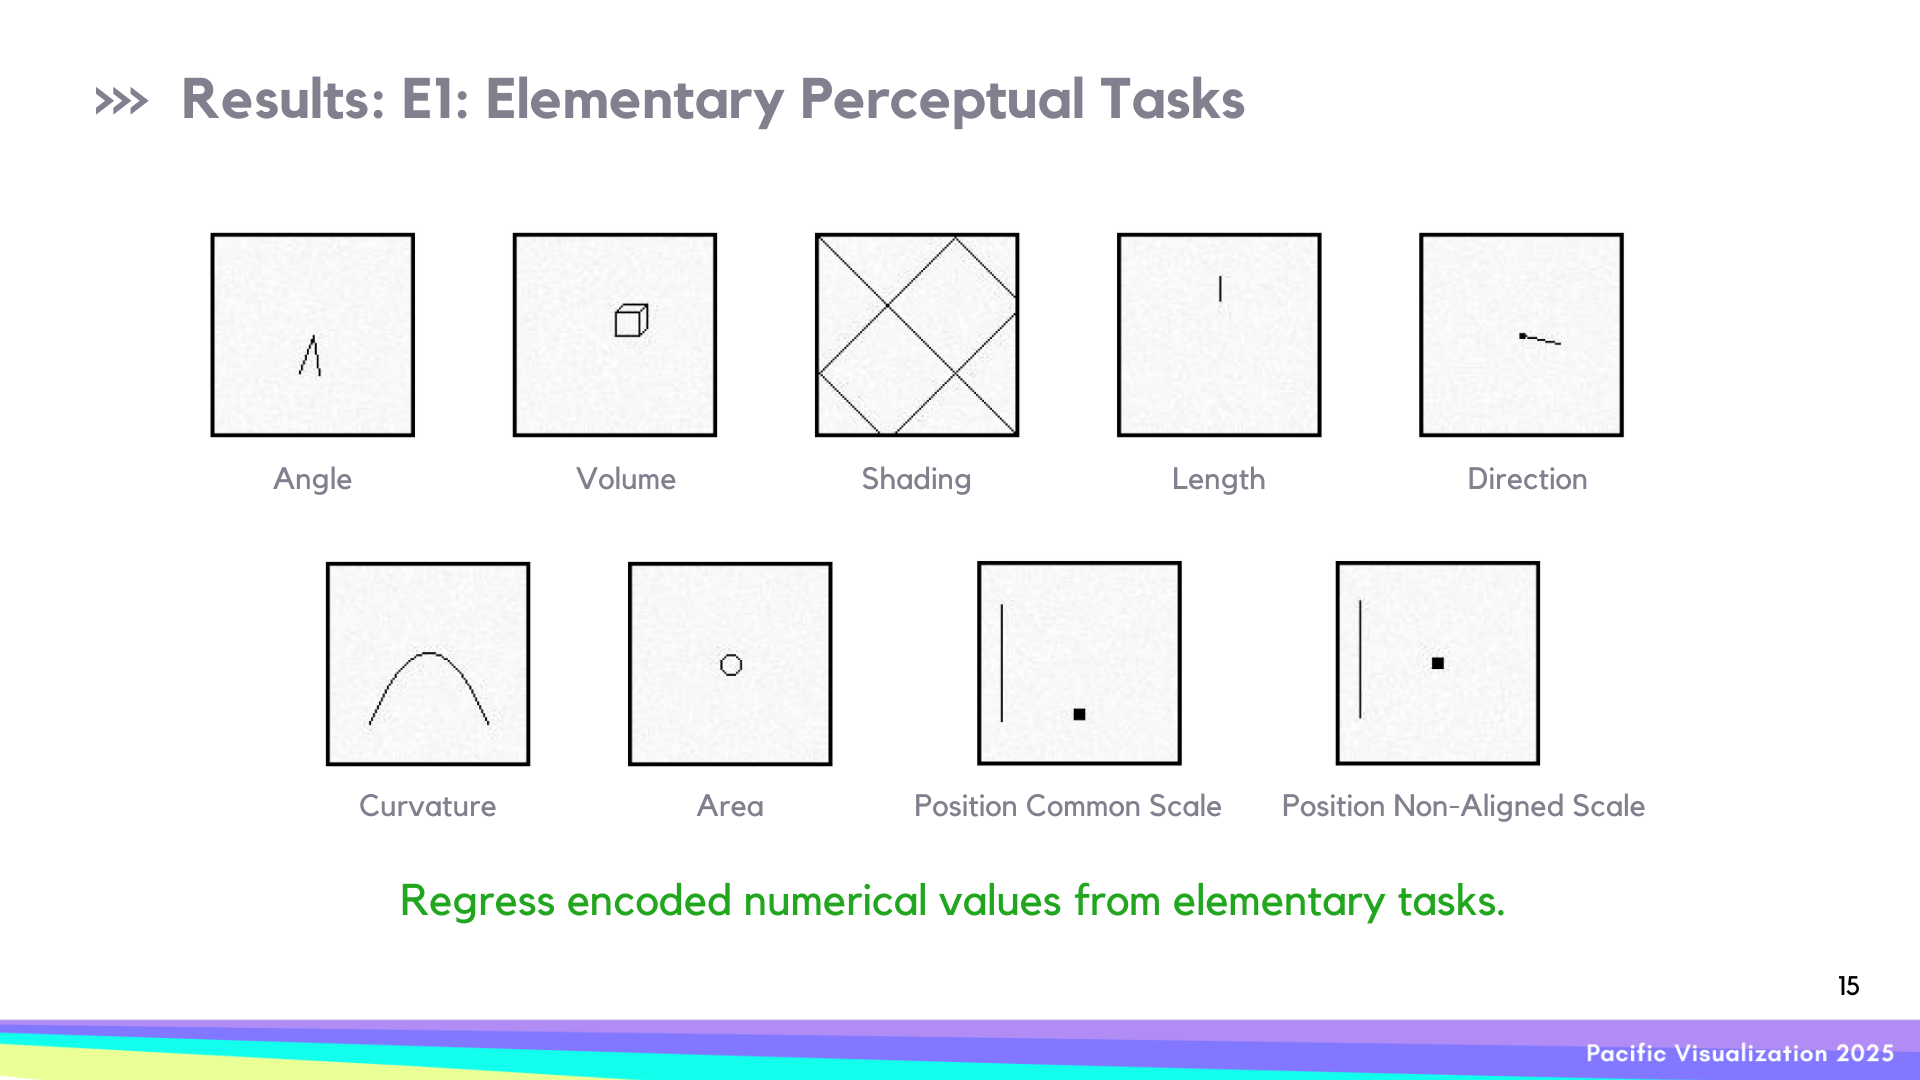 Results: E1: Elementary Perceptual Tasks
Angle
Volume
Shading
Length
Direction
Curvature
Area
Position Common Scale
Position Non-Aligned Scale
Regress encoded numerical values from elementary tasks.
15
Pacific Visualization 2025